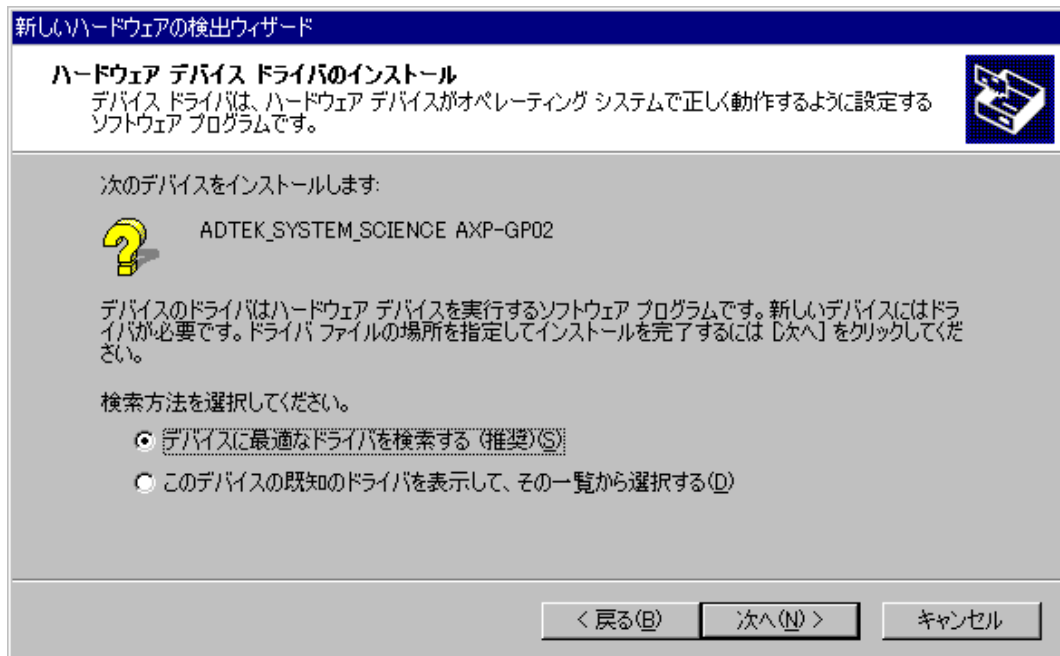 新しいハードウェアの検出ウィザード
ハードウェア デバイス ドライバのインストール
デバイス ドライバは、ハードウェア デバイスがオペレーティング システムで正しく動作するように設定する
ソフトウェア プログラムです。
次のデバイスをインストールします:
ADTEK_SYSTEM_SCIENCE AXP-GP02
デバイスのドライバはハードウェア デバイスを実行するソフトウェア プログラムです。新しいデバイスにはドラ
イバが必要です。ドライバ ファイルの場所を指定してインストールを完了するには [次へ] をクリックしてくだ
さい。
検索方法を選択してください。
デバイスに最適なドライバを検索する (推奨)(S)
このデバイスの既知のドライバを表示して、その一覧から選択する(D)
< 戻る(B)
次へ(N) >
キャンセル